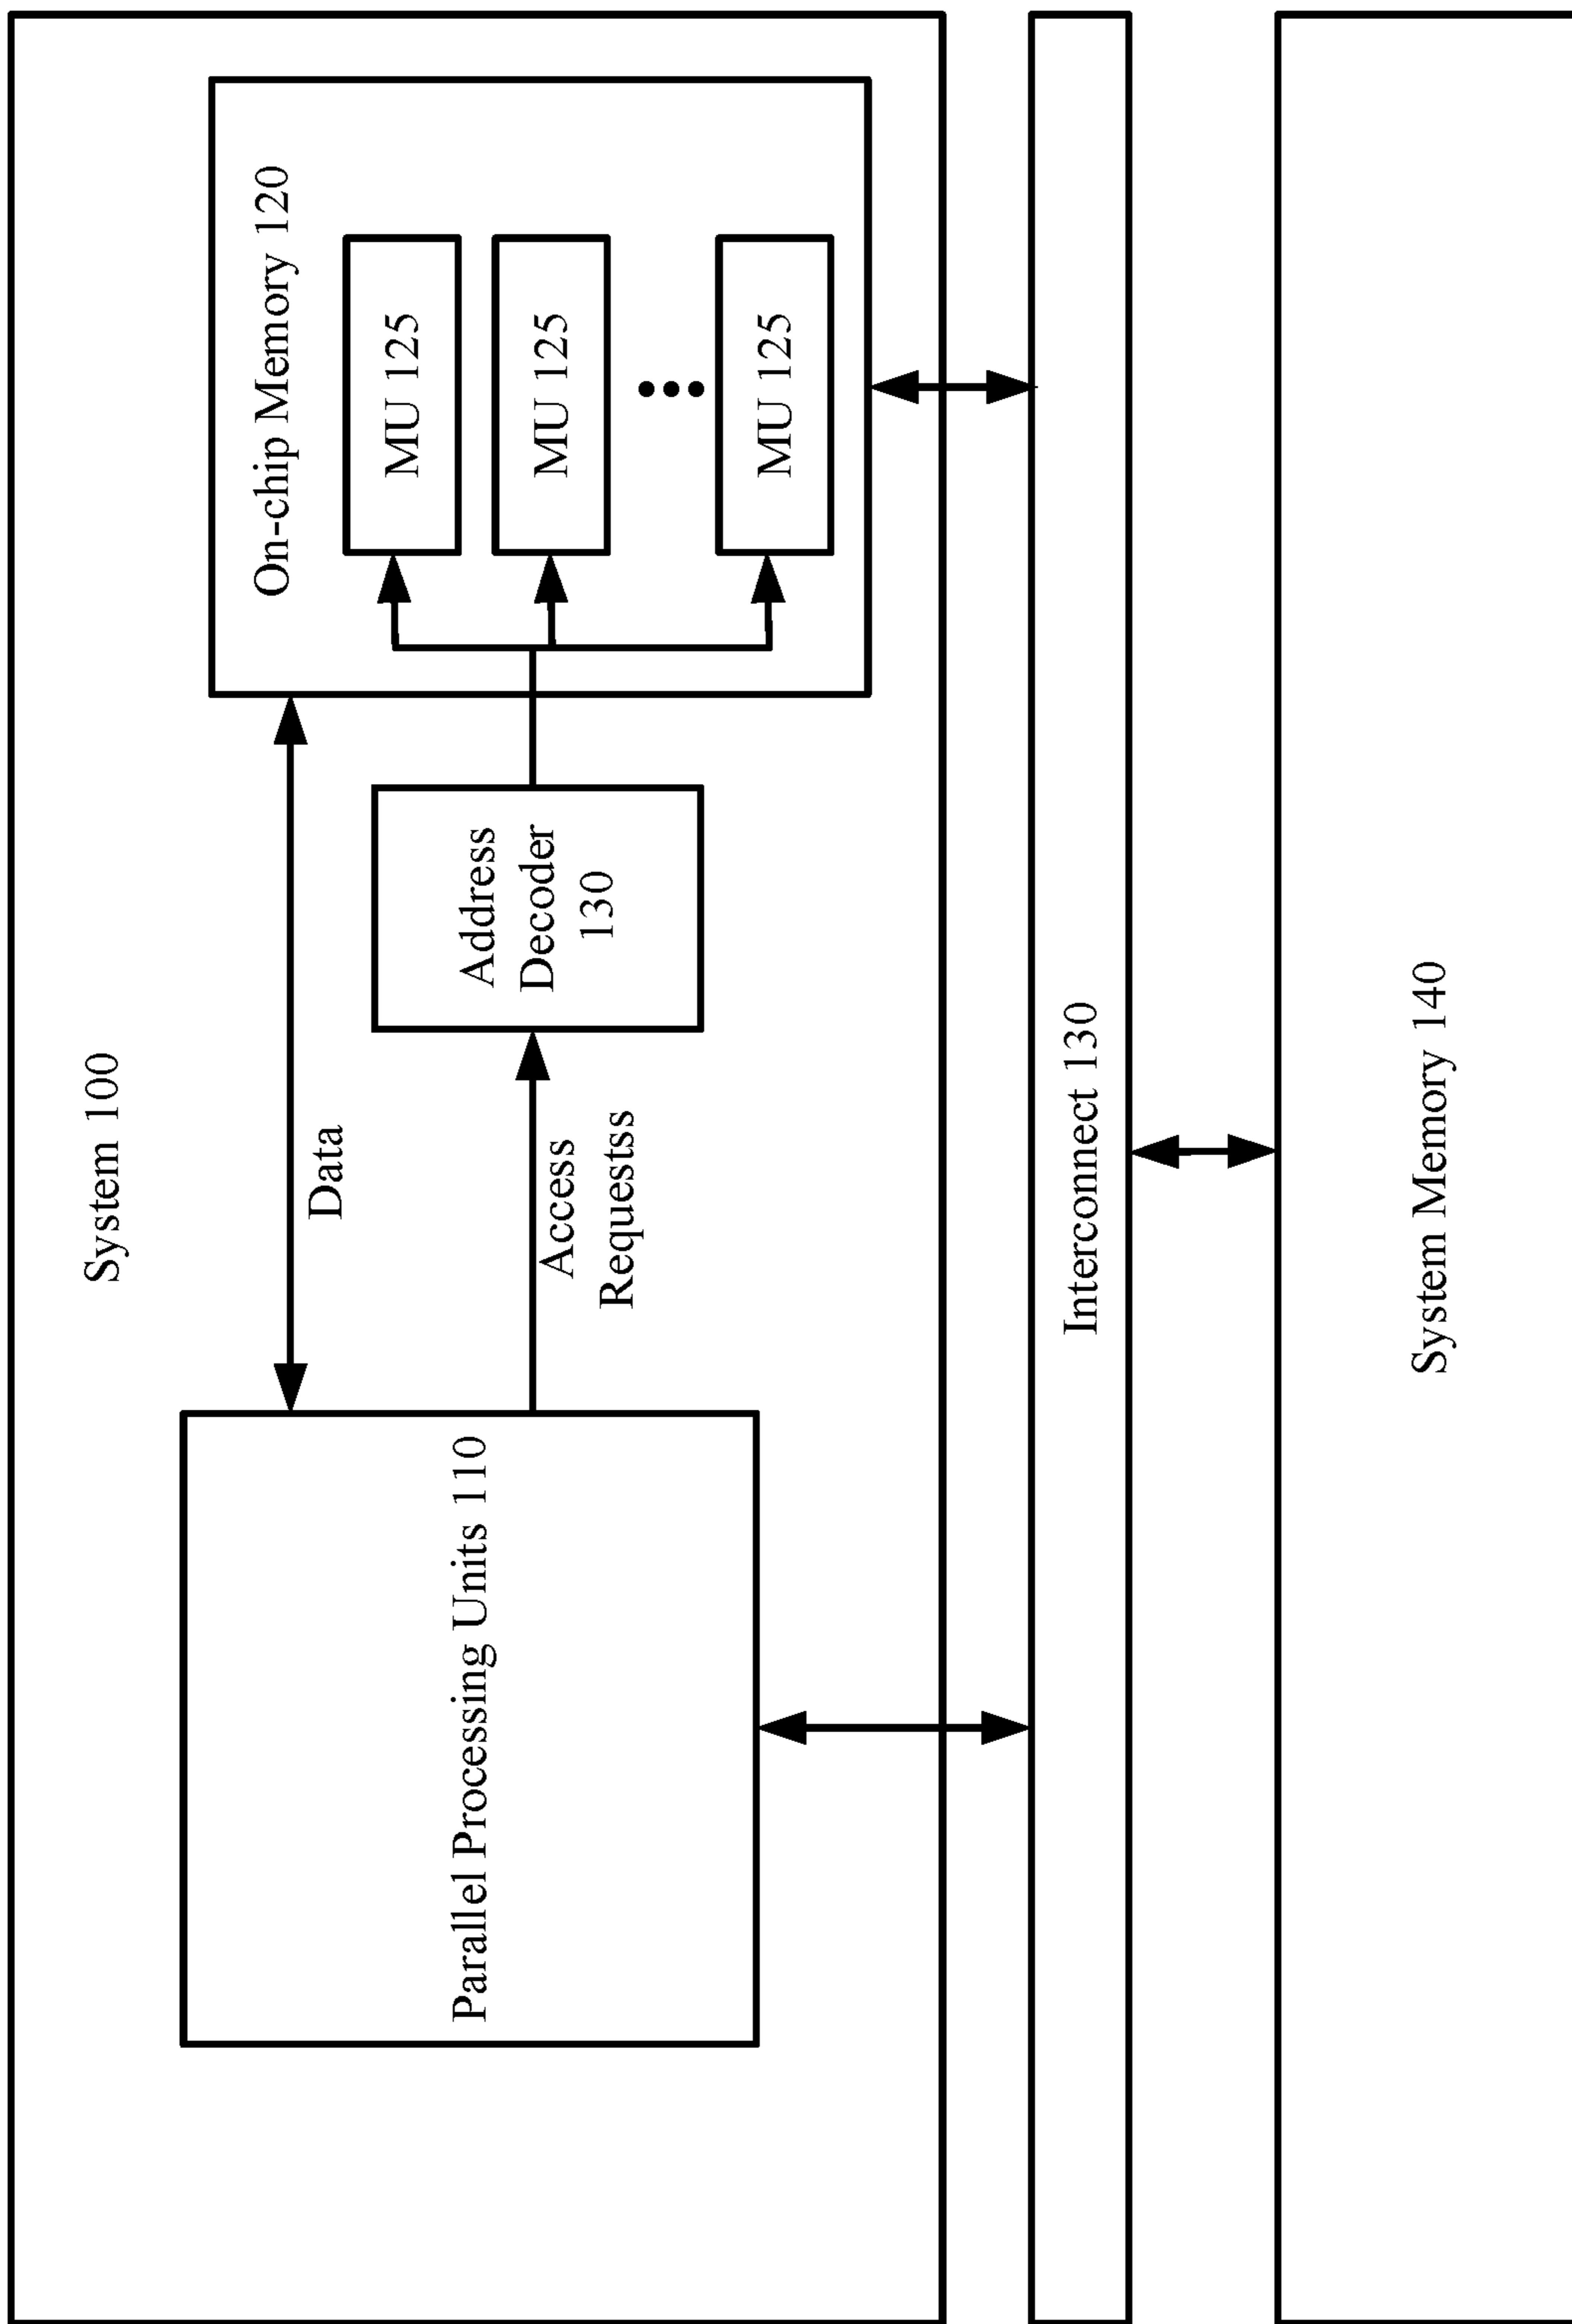 System 100
On-chip Memory 120
Data
MU 125
MU 125
MU 125
Parallel Processing Units 110
Address
Decoder
130
Access
Requestss
Interconnect 130
System Memory 140